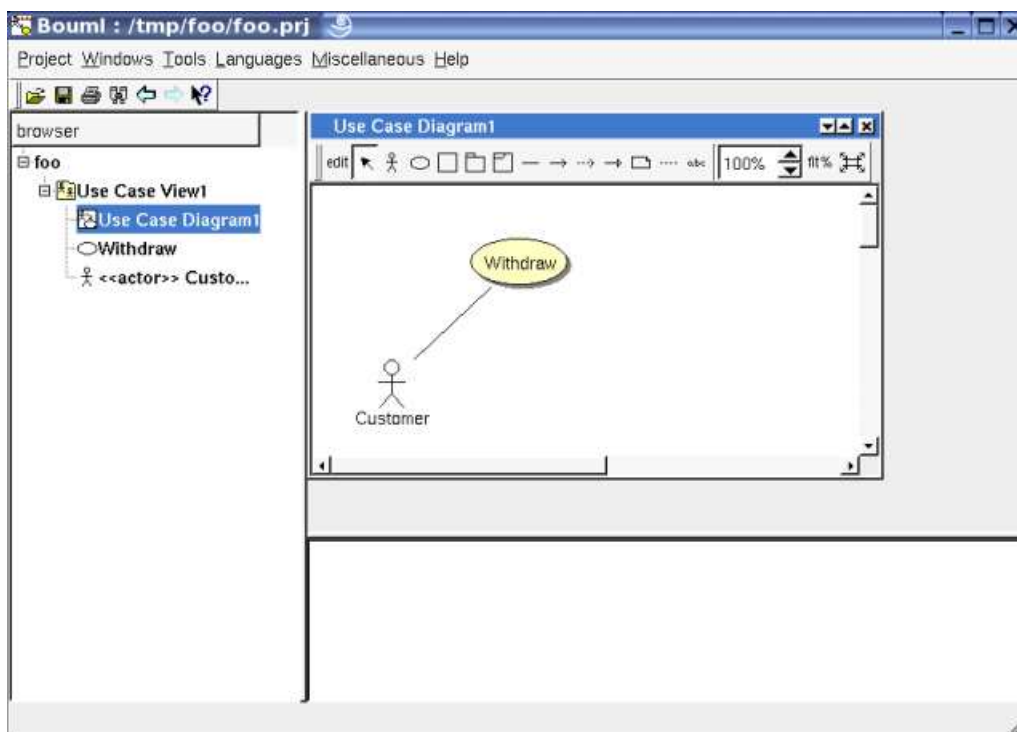 Bouml : /tmp/foo/foo.prj
Project Windows Tools Languages Miscellaneous Help
browser
foo
Use Case View1
Use Case Diagram1
Withdraw
<<actor>> Custo...
Use Case Diagram1
edit abc 100% fit%
Withdraw
Customer